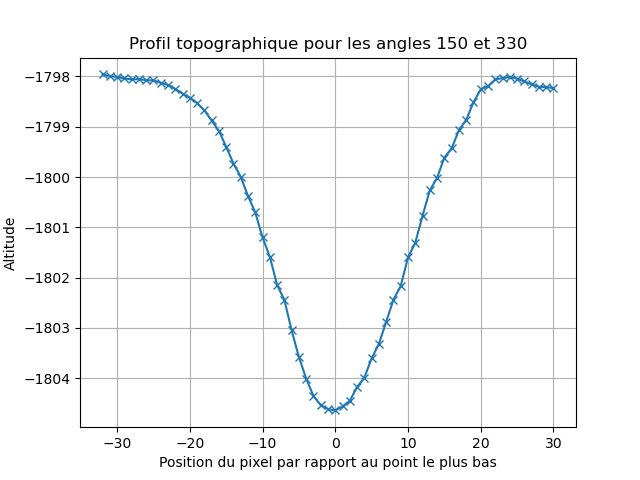 Profil topographique pour les angles 150 et 330
−1798
−1799
−1800
−1801
−1802
−1803
−1804
Altitude
−30 −20 −10 0 10 20 30
Position du pixel par rapport au point le plus bas